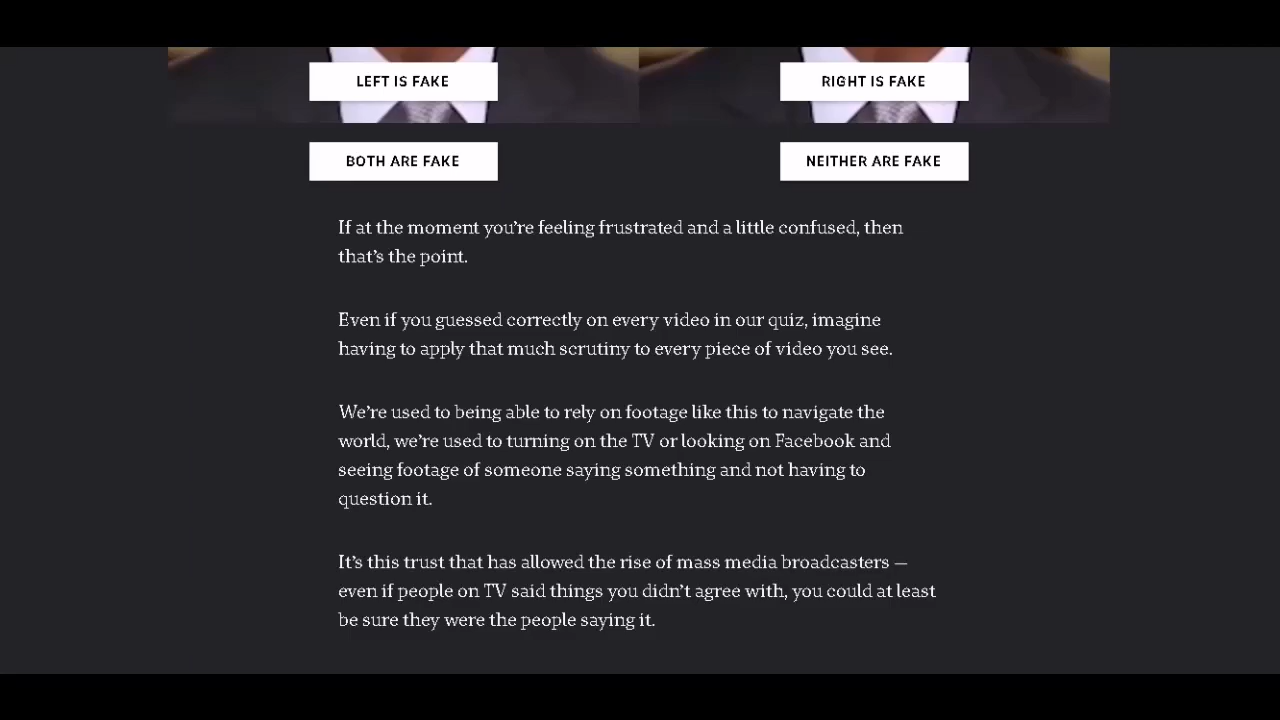 LEFT IS FAKE
RIGHT IS FAKE
BOTH ARE FAKE
NEITHER ARE FAKE
If at the moment you’re feeling frustrated and a little confused, then
that’s the point.
Even if you guessed correctly on every video in our quiz, imagine
having to apply that much scrutiny to every piece of video you see.
We’re used to being able to rely on footage like this to navigate the
world, we’re used to turning on the TV or looking on Facebook and
seeing footage of someone saying something and not having to
question it.
It’s this trust that has allowed the rise of mass media broadcasters —
even if people on TV said things you didn’t agree with, you could at least
be sure they were the people saying it.